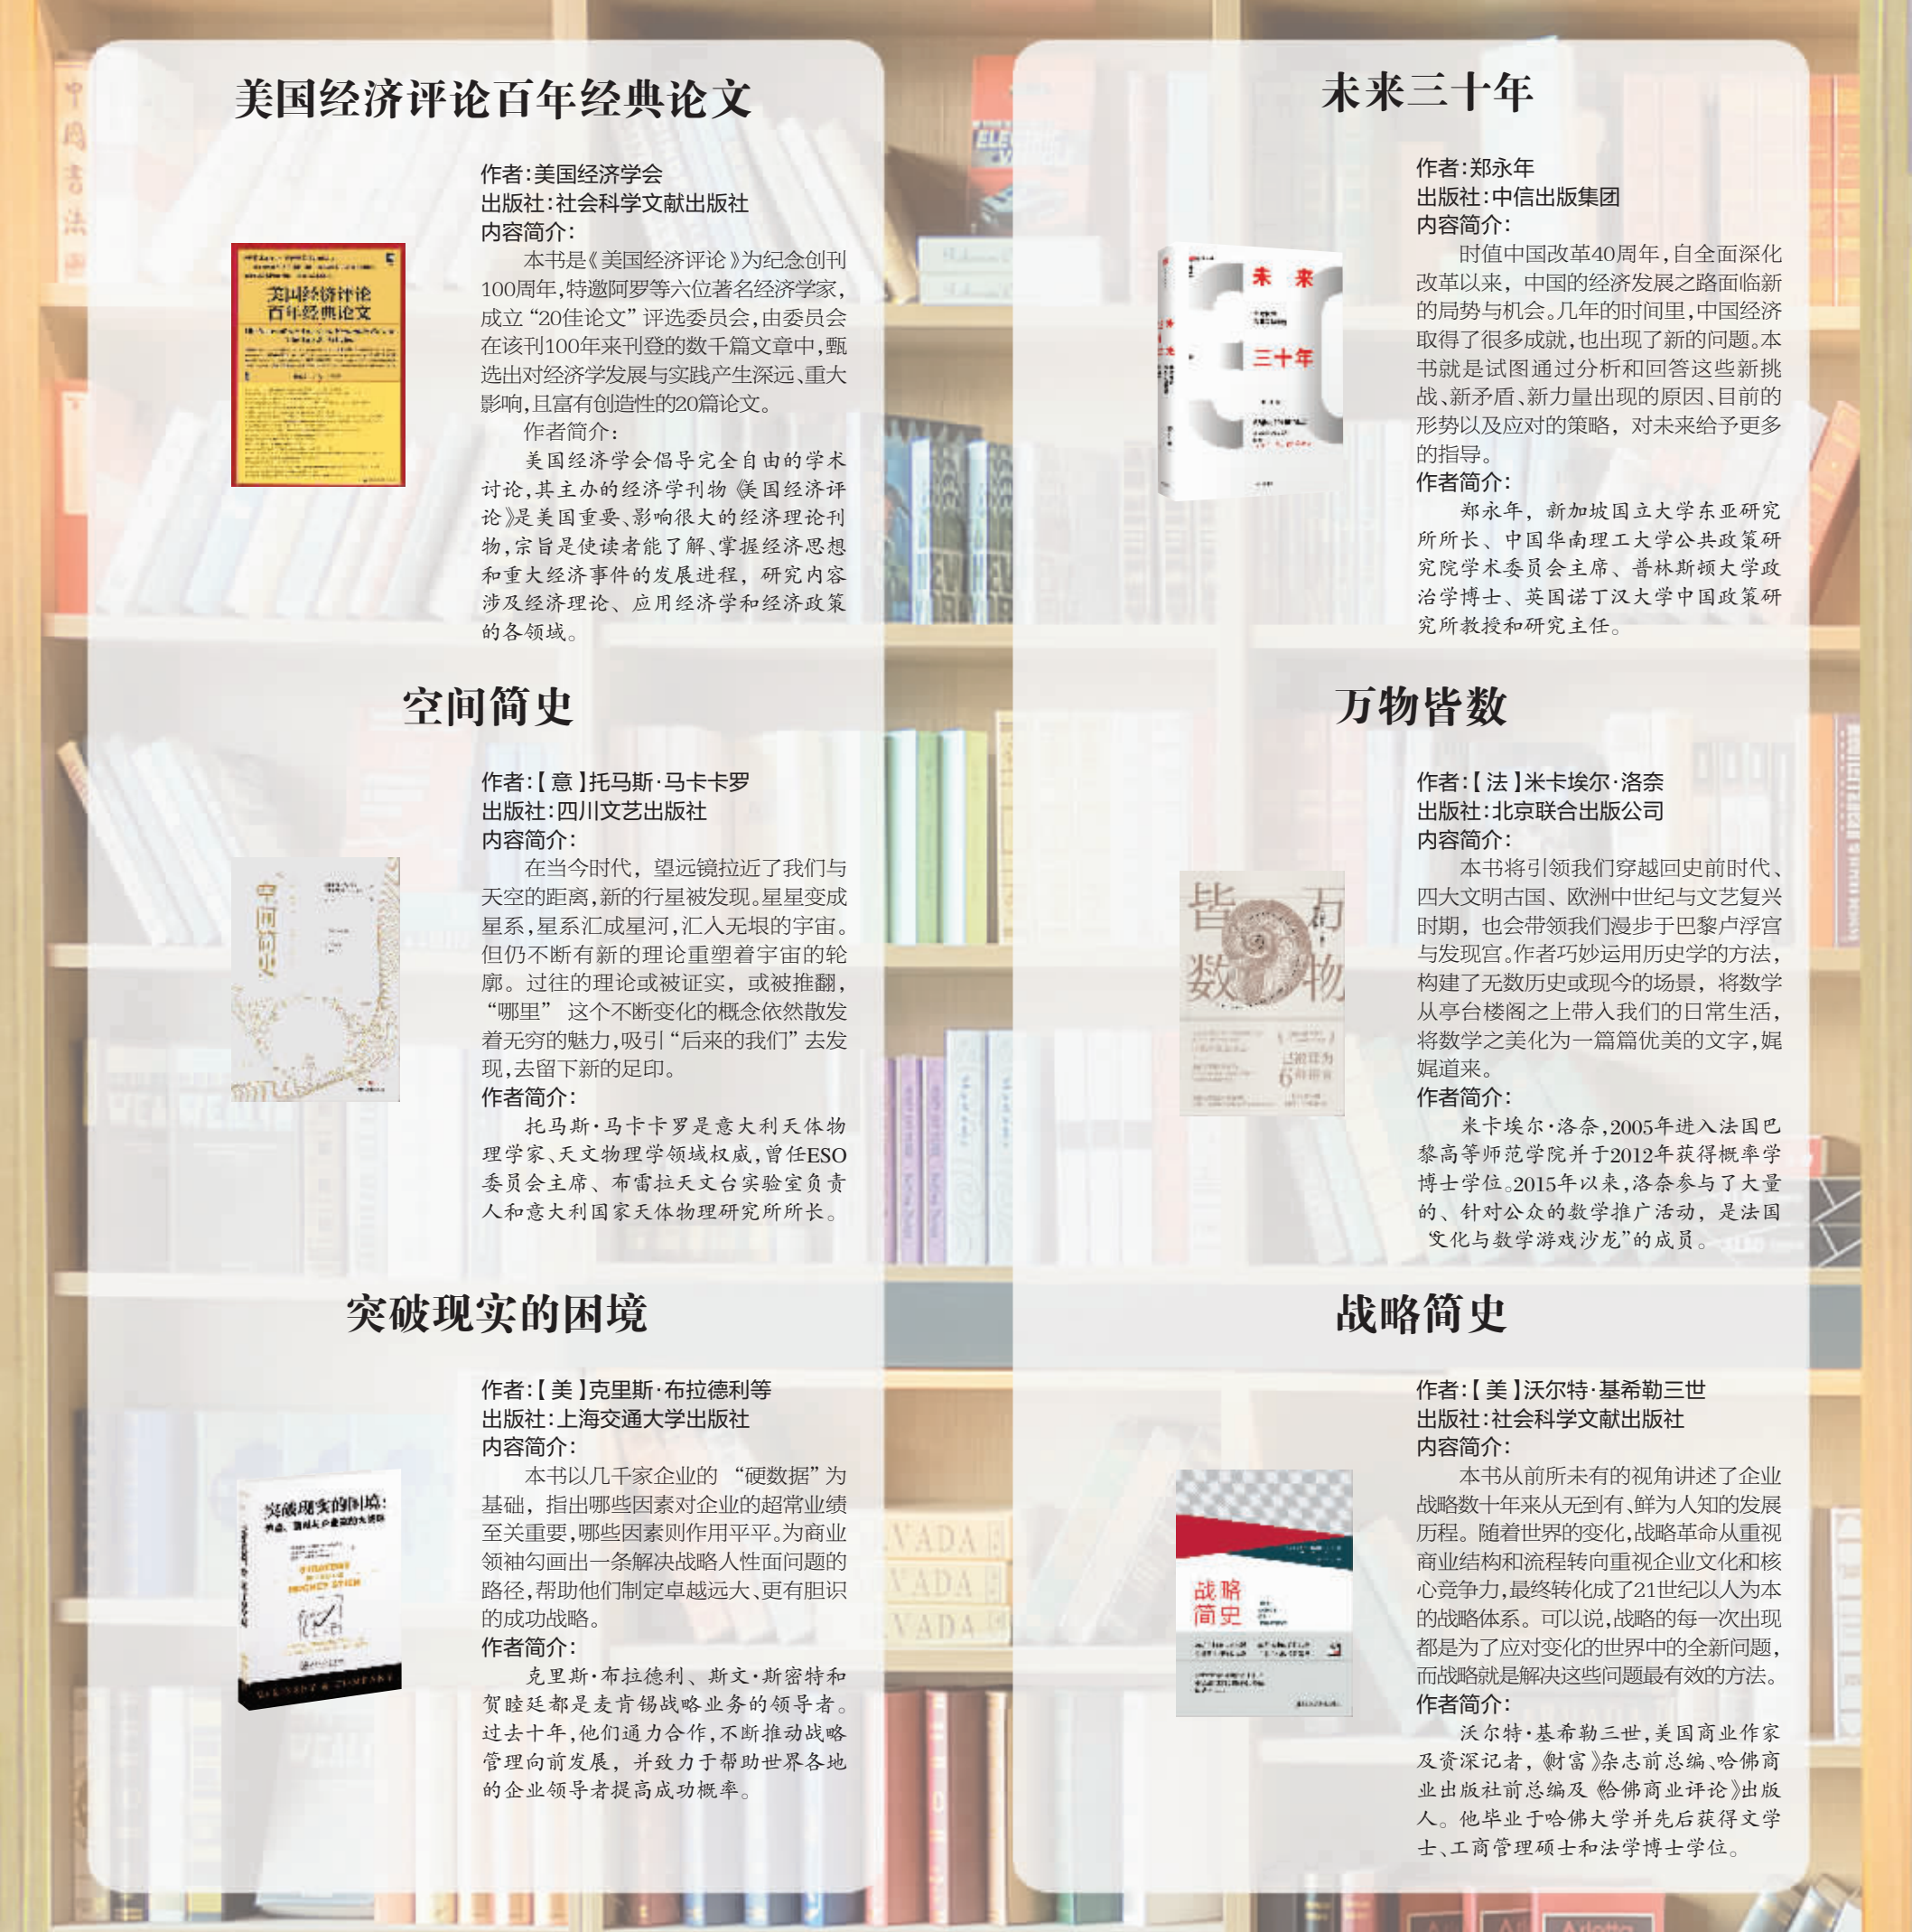 美国经济评论百年经典论文
作者：美国经济学会
出版社：社会科学文献出版社
内容简介：
本书是《美国经济评论》为纪念创刊
100周年，特邀阿罗等六位著名经济学家，
成立“20佳论文”评选委员会，由委员会
在该刊100年来刊登的数千篇文章中，甄
选出对经济学发展与实践产生深远、重大
影响，且富有创造性的20篇论文。
作者简介：
美国经济学会倡导完全自由的学术
讨论，其主办的经济学刊物《美国经济评
论》是美国重要、影响很大的经济理论刊
物，宗旨是使读者能了解、掌握经济思想
和重大经济事件的发展进程，研究内容
涉及经济理论、应用经济学和经济政策
的各领域。
美国经济评论
百年经典论文
空间简史
作者：【意】托马斯·马卡卡罗
出版社：四川文艺出版社
内容简介：
在当今时代，望远镜拉近了我们与
天空的距离，新的行星被发现。星星变成
星系，星系汇成星河，汇入无垠的宇宙。
但仍不断有新的理论重塑着宇宙的轮
廓。过往的理论或被证实，或被推翻，
“哪里”这个不断变化的概念依然散发
着无穷的魅力，吸引“后来的我们”去发
现，去留下新的足印。
作者简介：
托马斯·马卡卡罗是意大利天体物
理学家、天文物理学领域权威，曾任ESO
委员会主席、布雷拉天文台实验室负责
人和意大利国家天体物理研究所所长。
突破现实的困境
作者：【美】克里斯·布拉德利等
出版社：上海交通大学出版社
内容简介：
本书以几千家企业的“硬数据”为
基础，指出哪些因素对企业的超常业绩
至关重要，哪些因素则作用平平。为商业
领袖勾画出一条解决战略人性面问题的
路径，帮助他们制定卓越远大、更有胆识
的成功战略。
作者简介：
克里斯·布拉德利、斯文·斯密特和
贺睦廷都是麦肯锡战略业务的领导者。
过去十年，他们通力合作，不断推动战略
管理向前发展，并致力于帮助世界各地
的企业领导者提高成功概率。
突破现实的困境：
未来三十年
作者：郑永年
出版社：中信出版集团
内容简介：
时值中国改革40周年，自全面深化
改革以来，中国的经济发展之路面临新
的局势与机会。几年的时间里，中国经济
取得了很多成就，也出现了新的问题。本
书就是试图通过分析和回答这些新挑
战、新矛盾、新力量出现的原因、目前的
形势以及应对的策略，对未来给予更多
的指导。
作者简介：
郑永年，新加坡国立大学东亚研究
所所长、中国华南理工大学公共政策研
究院学术委员会主席、普林斯顿大学政
治学博士、英国诺丁汉大学中国政策研
究所教授和研究主任。
未来
三十年
万物皆数
作者：【法】米卡埃尔·洛奈
出版社：北京联合出版公司
内容简介：
本书将引领我们穿越回史前时代、
四大文明古国、欧洲中世纪与文艺复兴
时期，也会带领我们漫步于巴黎卢浮宫
与发现宫。作者巧妙运用历史学的方法，
构建了无数历史或现今的场景，将数学
从亭台楼阁之上带入我们的日常生活，
将数学之美化为一篇篇优美的文字，娓
娓道来。
作者简介：
米卡埃尔·洛奈，2005年进入法国巴
黎高等师范学院并于2012年获得概率学
博士学位。2015年以来，洛奈参与了大量
的、针对公众的数学推广活动，是法国
“文化与数学游戏沙龙”的成员。
万物
皆数
战略简史
作者：【美】沃尔特·基希勒三世
出版社：社会科学文献出版社
内容简介：
本书从前所未有的视角讲述了企业
战略数十年来从无到有、鲜为人知的发展
历程。随着世界的变化，战略革命从重视
商业结构和流程转向重视企业文化和核
心竞争力，最终转化成了21世纪以人为本
的战略体系。可以说，战略的每一次出现
都是为了应对变化的世界中的全新问题，
而战略就是解决这些问题最有效的方法。
作者简介：
沃尔特·基希勒三世，美国商业作家
及资深记者，《财富》杂志前总编、哈佛商
业出版社前总编及《哈佛商业评论》出版
人。他毕业于哈佛大学并先后获得文学
士、工商管理硕士和法学博士学位。
战略
简史